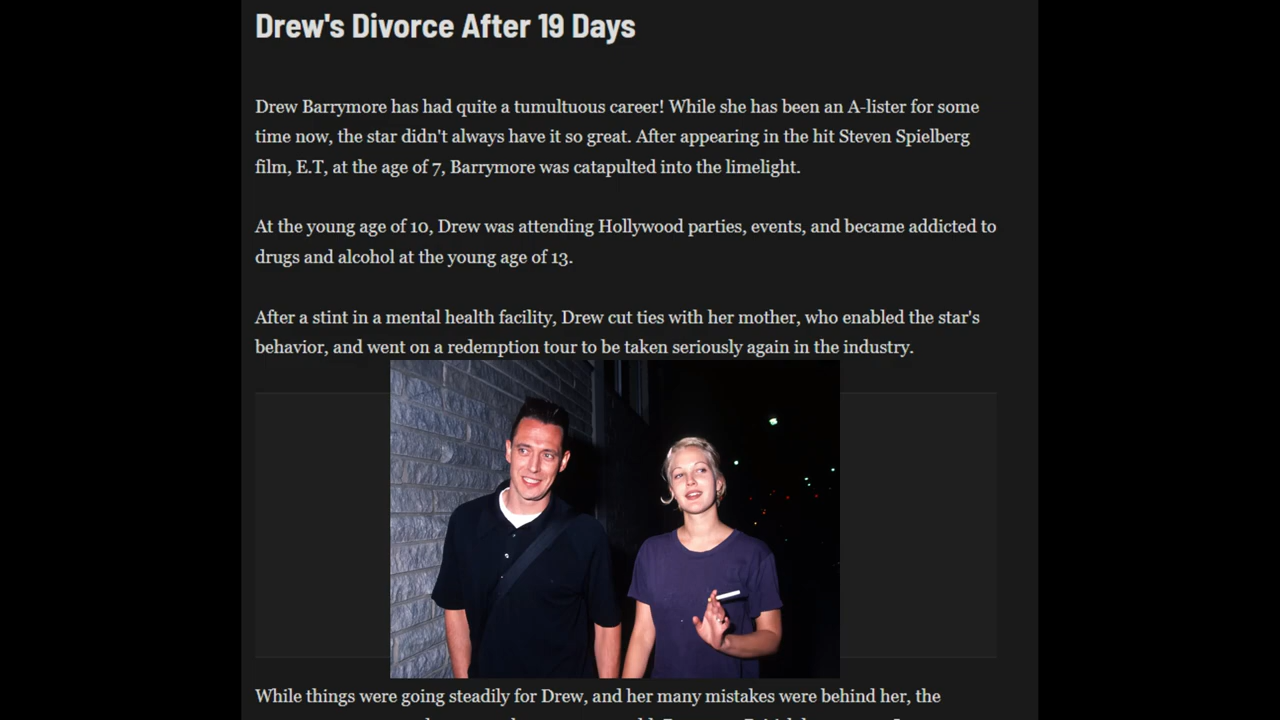 Drew's Divorce After 19 Days
Drew Barrymore has had quite a tumultuous career! While she has been an A-lister for some
time now, the star didn't always have it so great. After appearing in the hit Steven Spielberg
film, E.T, at the age of 7, Barrymore was catapulted into the limelight.
At the young age of 10, Drew was attending Hollywood parties, events, and became addicted to
drugs and alcohol at the young age of 13.
After a stint in a mental health facility, Drew cut ties with her mother, who enabled the star's
behavior, and went on a redemption tour to be taken seriously again in the industry.
While things were going steadily for Drew, and her many mistakes were behind her, the